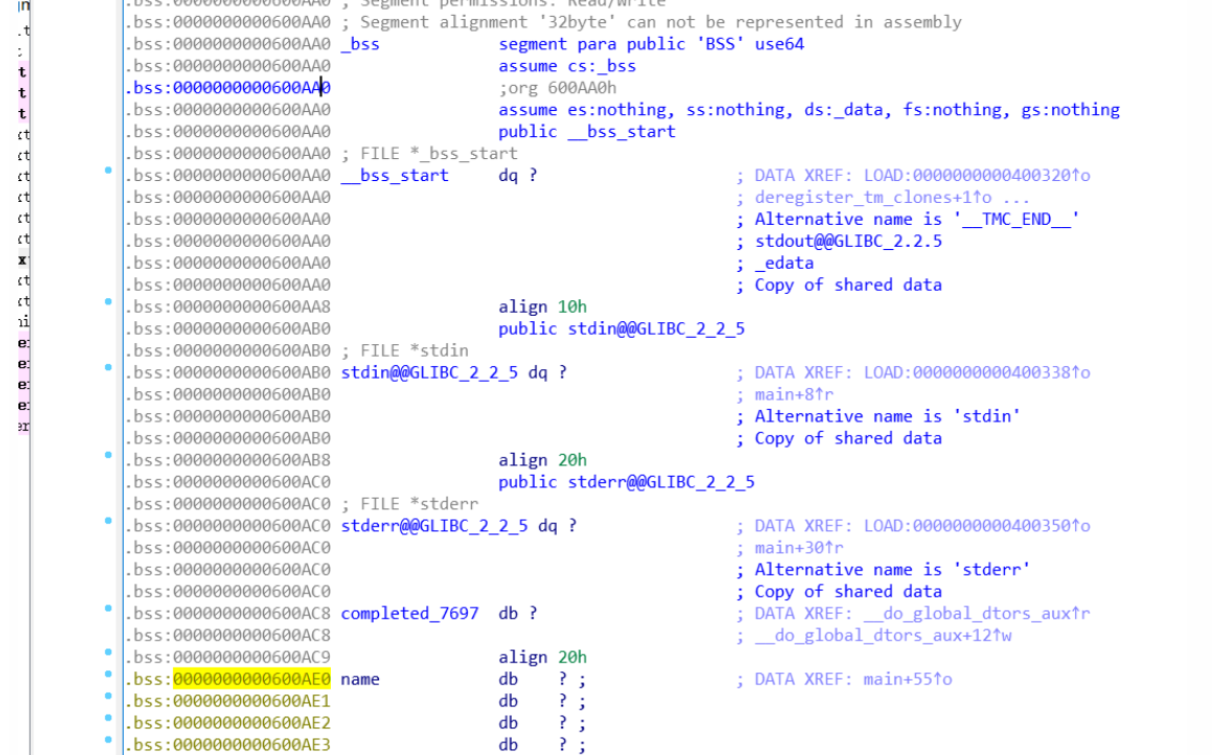 .bss:0000000000600AA0 ; Segment permissions: Read/Write
.bss:0000000000600AA0 ; Segment alignment '32byte' can not be represented in assembly
.bss:0000000000600AA0 _bss segment para public 'BSS' use64
.bss:0000000000600AA0 assume cs:_bss
.bss:0000000000600AA0 ;org 600AA0h
.bss:0000000000600AA0 assume es:nothing, ss:nothing, ds:_data, fs:nothing, gs:nothing
.bss:0000000000600AA0 public __bss_start
.bss:0000000000600AA0 ; FILE *_bss_start
.bss:0000000000600AA0 __bss_start dq ? ; DATA XREF: LOAD:0000000000400320↑o
.bss:0000000000600AA0 ; deregister_tm_clones+1↑o ...
.bss:0000000000600AA0 ; Alternative name is '__TMC_END__'
.bss:0000000000600AA0 ; stdout@@GLIBC_2.2.5
.bss:0000000000600AA0 ; _edata
.bss:0000000000600AA0 ; Copy of shared data
.bss:0000000000600AA8 align 10h
.bss:0000000000600AB0 public stdin@@GLIBC_2_2_5
.bss:0000000000600AB0 ; FILE *stdin
.bss:0000000000600AB0 stdin@@GLIBC_2_2_5 dq ? ; DATA XREF: LOAD:0000000000400338↑o
.bss:0000000000600AB0 ; main+8↑r
.bss:0000000000600AB0 ; Alternative name is 'stdin'
.bss:0000000000600AB0 ; Copy of shared data
.bss:0000000000600AB8 align 20h
.bss:0000000000600AC0 public stderr@@GLIBC_2_2_5
.bss:0000000000600AC0 ; FILE *stderr
.bss:0000000000600AC0 stderr@@GLIBC_2_2_5 dq ? ; DATA XREF: LOAD:0000000000400350↑o
.bss:0000000000600AC0 ; main+30↑r
.bss:0000000000600AC0 ; Alternative name is 'stderr'
.bss:0000000000600AC0 ; Copy of shared data
.bss:0000000000600AC8 completed_7697 db ? ; DATA XREF: __do_global_dtors_aux↑r
.bss:0000000000600AC8 ; __do_global_dtors_aux+12↑w
.bss:0000000000600AC9 align 20h
.bss:0000000000600AE0 name db ? ; ; DATA XREF: main+55↑o
.bss:0000000000600AE1 db ? ;
.bss:0000000000600AE2 db ? ;
.bss:0000000000600AE3 db ? ;